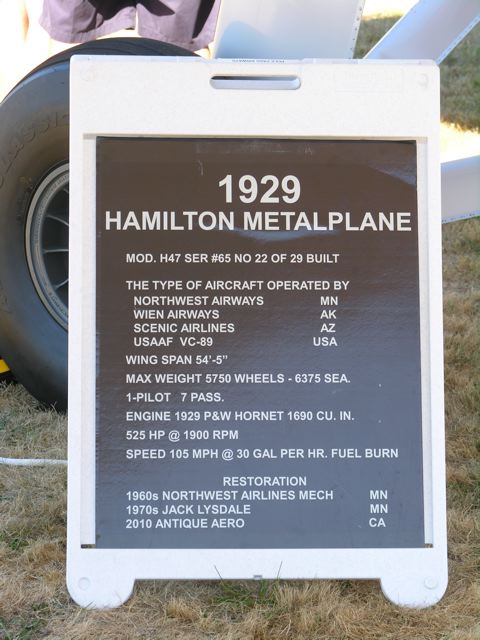 1929
HAMILTON METALPLANE
MOD. H47 SER #65 NO 22 OF 29 BUILT
THE TYPE OF AIRCRAFT OPERATED BY
NORTHWEST AIRWAYS MN
WIEN AIRWAYS AK
SCENIC AIRLINES AZ
USAAF VC-89 USA
WING SPAN 54'-5"
MAX WEIGHT 5750 WHEELS - 6375 SEA.
1-PILOT 7 PASS.
ENGINE 1929 P&W HORNET 1690 CU. IN.
525 HP @ 1900 RPM
SPEED 105 MPH @ 30 GAL PER HR. FUEL BURN
RESTORATION
1960s NORTHWEST AIRLINES MECH MN
1970s JACK LYSDALE MN
2010 ANTIQUE AERO CA